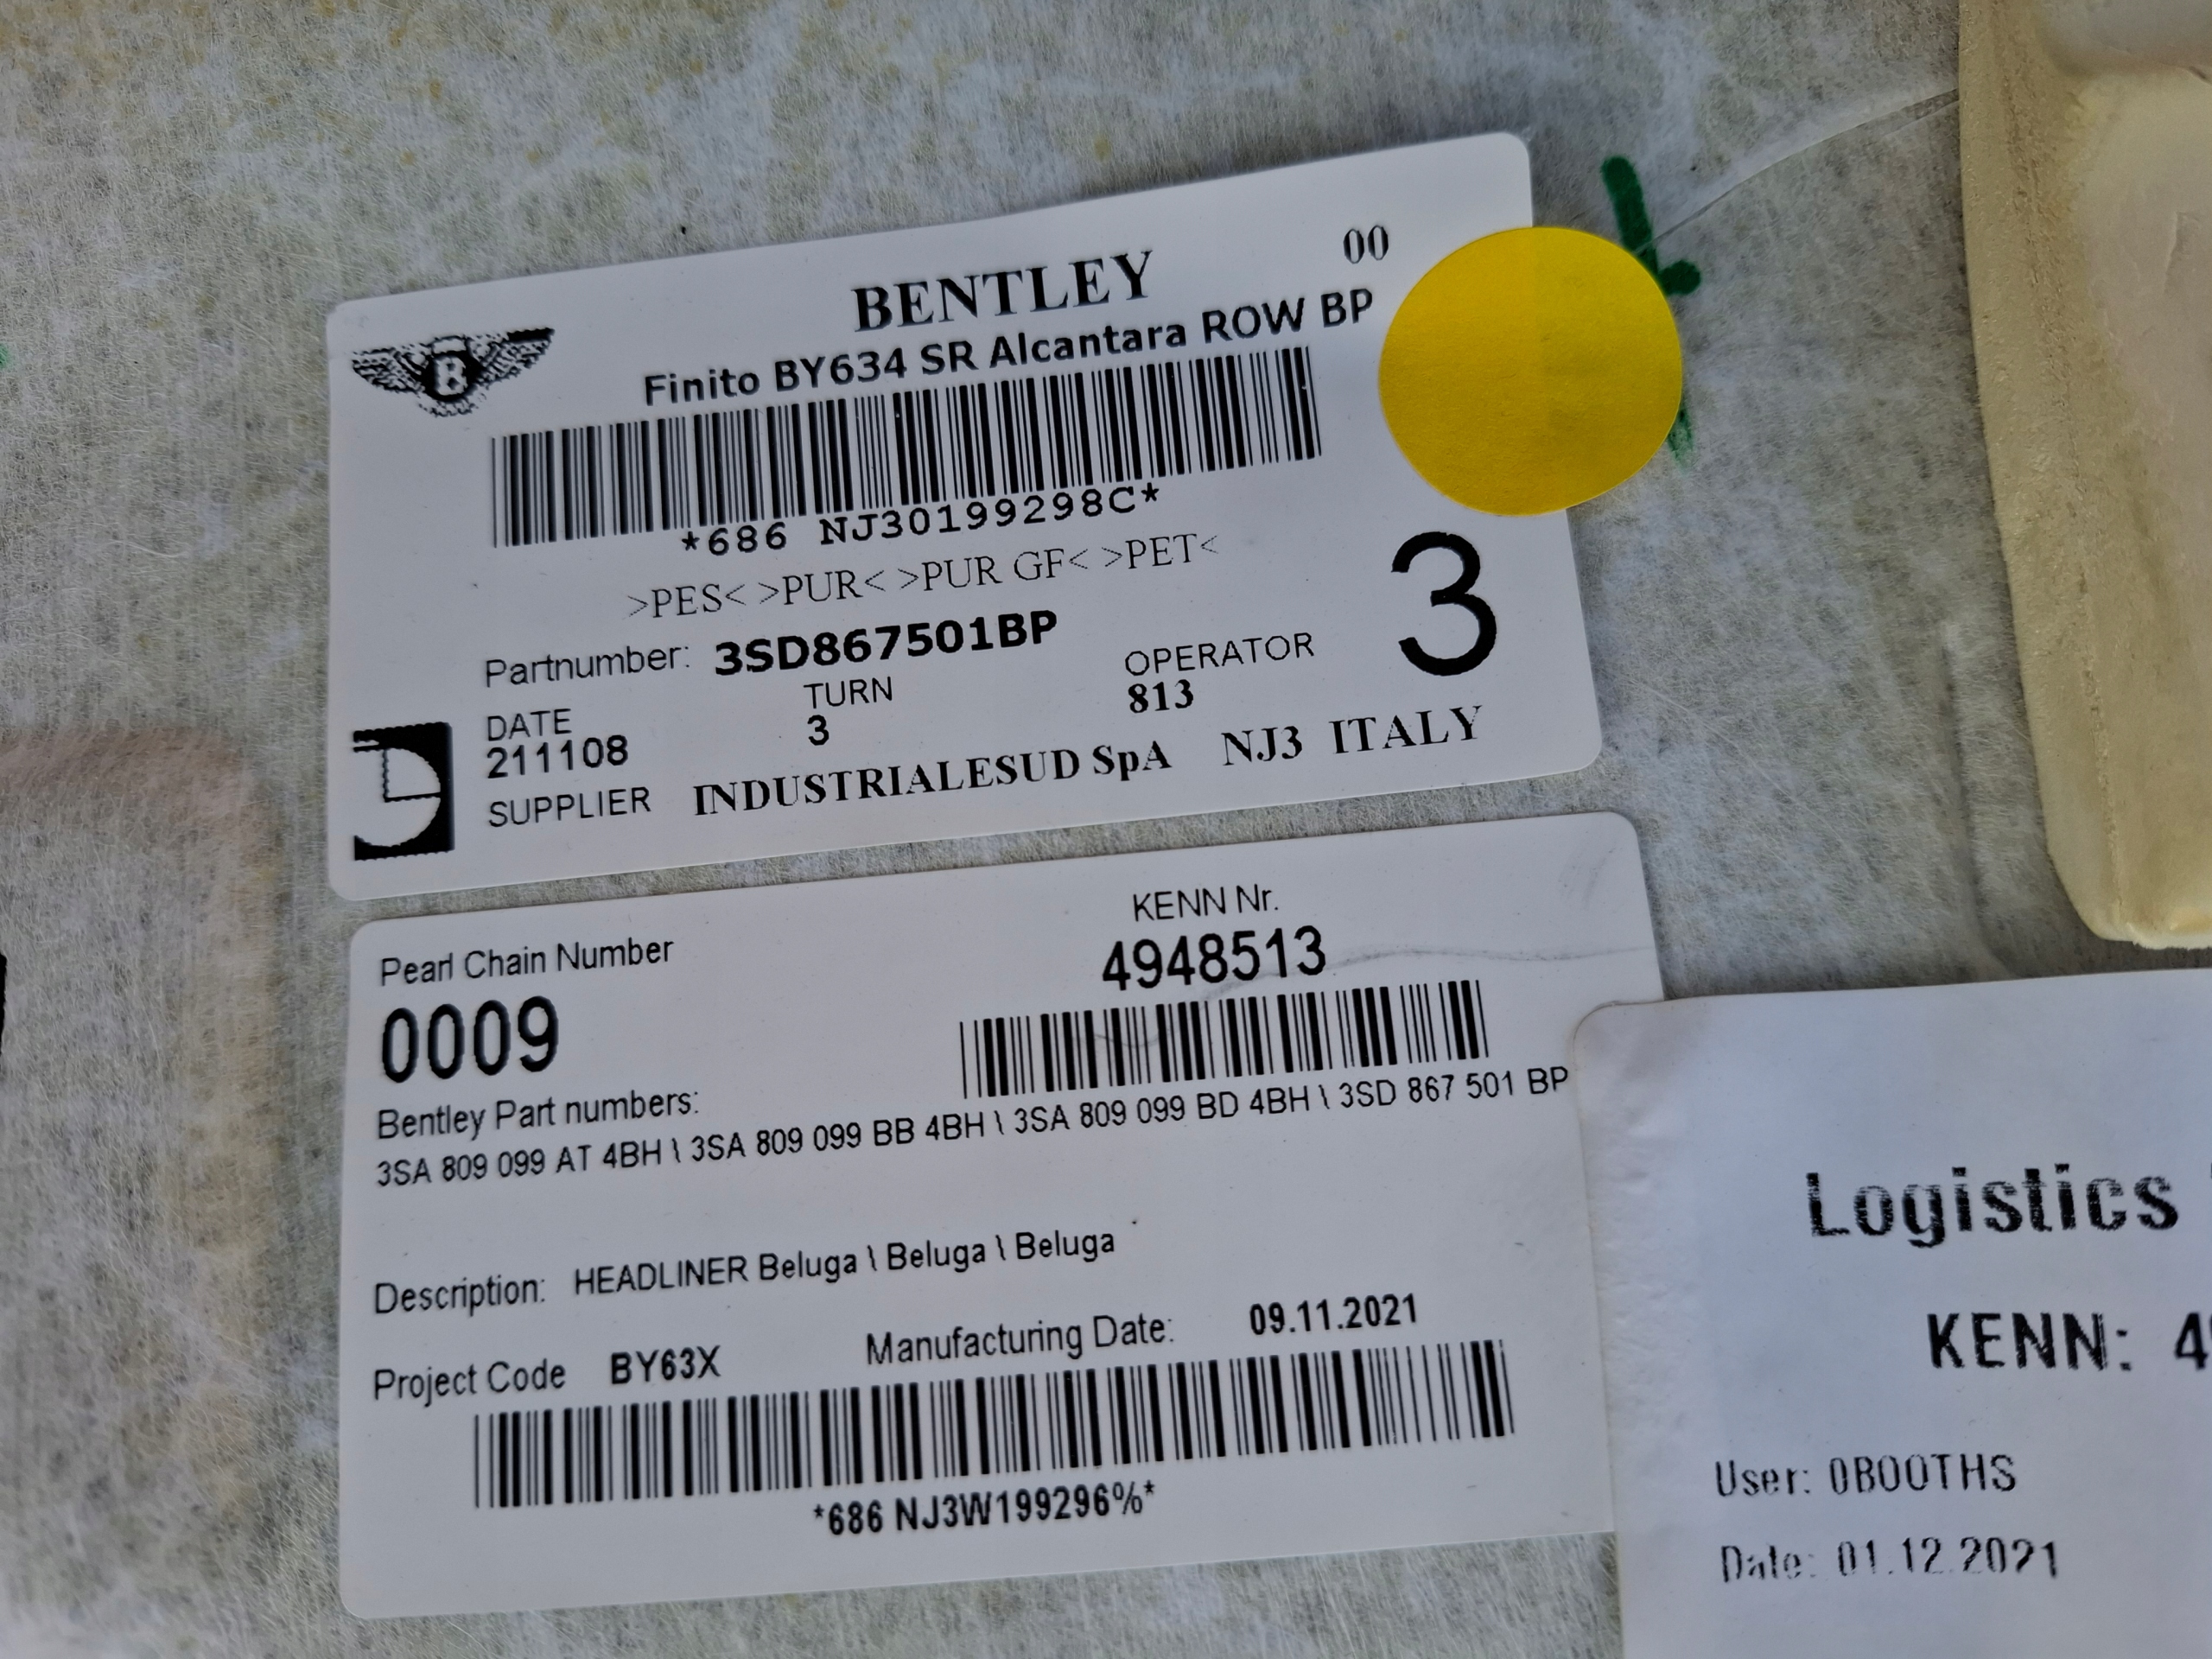 00
BENTLEY
Finito BY634 SR Alcantara ROW BP
B
*686 NJ30199298C*
>PES< >PUR< >PUR GF< >PET<
3
Partnumber: 3SD867501BP
DATE TURN OPERATOR
211108 3 813
SUPPLIER INDUSTRIALESUD SpA NJ3 ITALY
Pearl Chain Number KENN Nr.
0009 4948513
Bentley Part numbers:
3SA 809 099 AT 4BH \ 3SA 809 099 BB 4BH \ 3SA 809 099 BD 4BH \ 3SD 867 501 BP
Description: HEADLINER Beluga \ Beluga \ Beluga
Project Code BY63X Manufacturing Date: 09.11.2021
*686 NJ3W199296%*
Logistics
KENN:
User: 0BOOTHS
Date: 01.12.2021